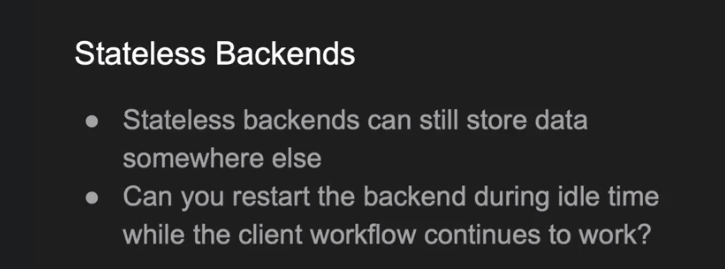 Stateless Backends
● Stateless backends can still store data
somewhere else
● Can you restart the backend during idle time
while the client workflow continues to work?